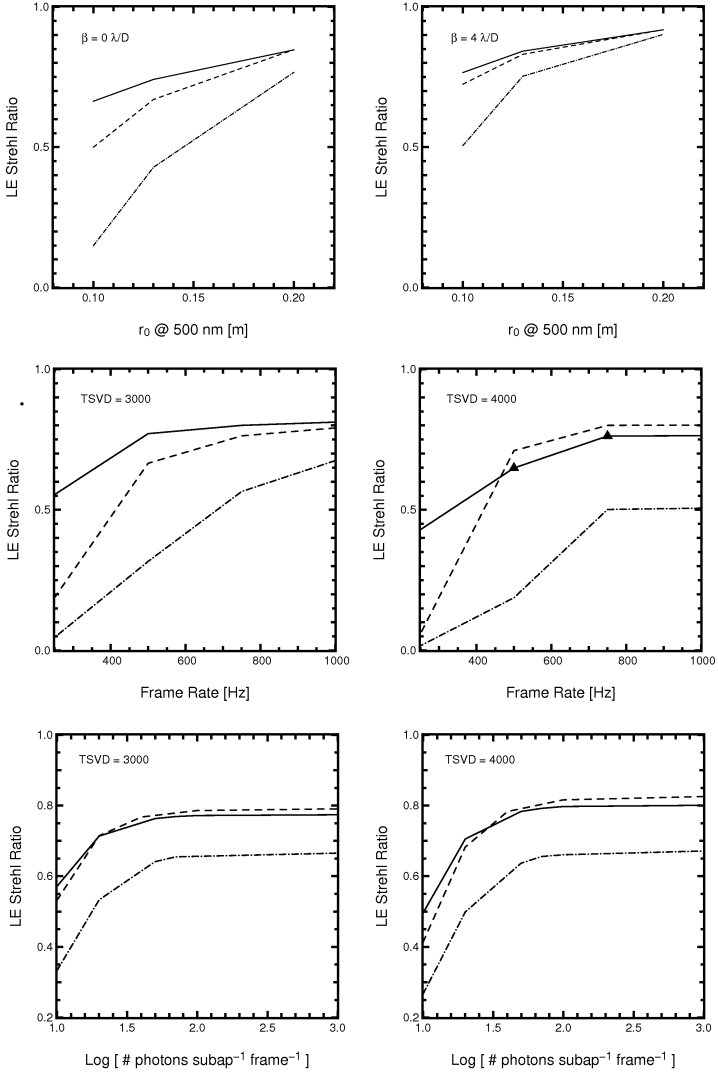 1.0
β = 0 λ/D
LE Strehl Ratio
0.5
0.0
0.10
0.15
0.20
r₀ @ 500 nm [m]
1.0
β = 4 λ/D
LE Strehl Ratio
0.5
0.0
0.10
0.15
0.20
r₀ @ 500 nm [m]
1.0
TSVD = 3000
LE Strehl Ratio
0.5
0.0
400
600
800
1000
Frame Rate [Hz]
1.0
TSVD = 4000
LE Strehl Ratio
0.5
0.0
400
600
800
1000
Frame Rate [Hz]
1.0
TSVD = 3000
0.8
LE Strehl Ratio
0.6
0.4
0.2
1.0
1.5
2.0
2.5
3.0
Log [ # photons subap⁻¹ frame⁻¹ ]
1.0
TSVD = 4000
0.8
LE Strehl Ratio
0.6
0.4
0.2
1.0
1.5
2.0
2.5
3.0
Log [ # photons subap⁻¹ frame⁻¹ ]